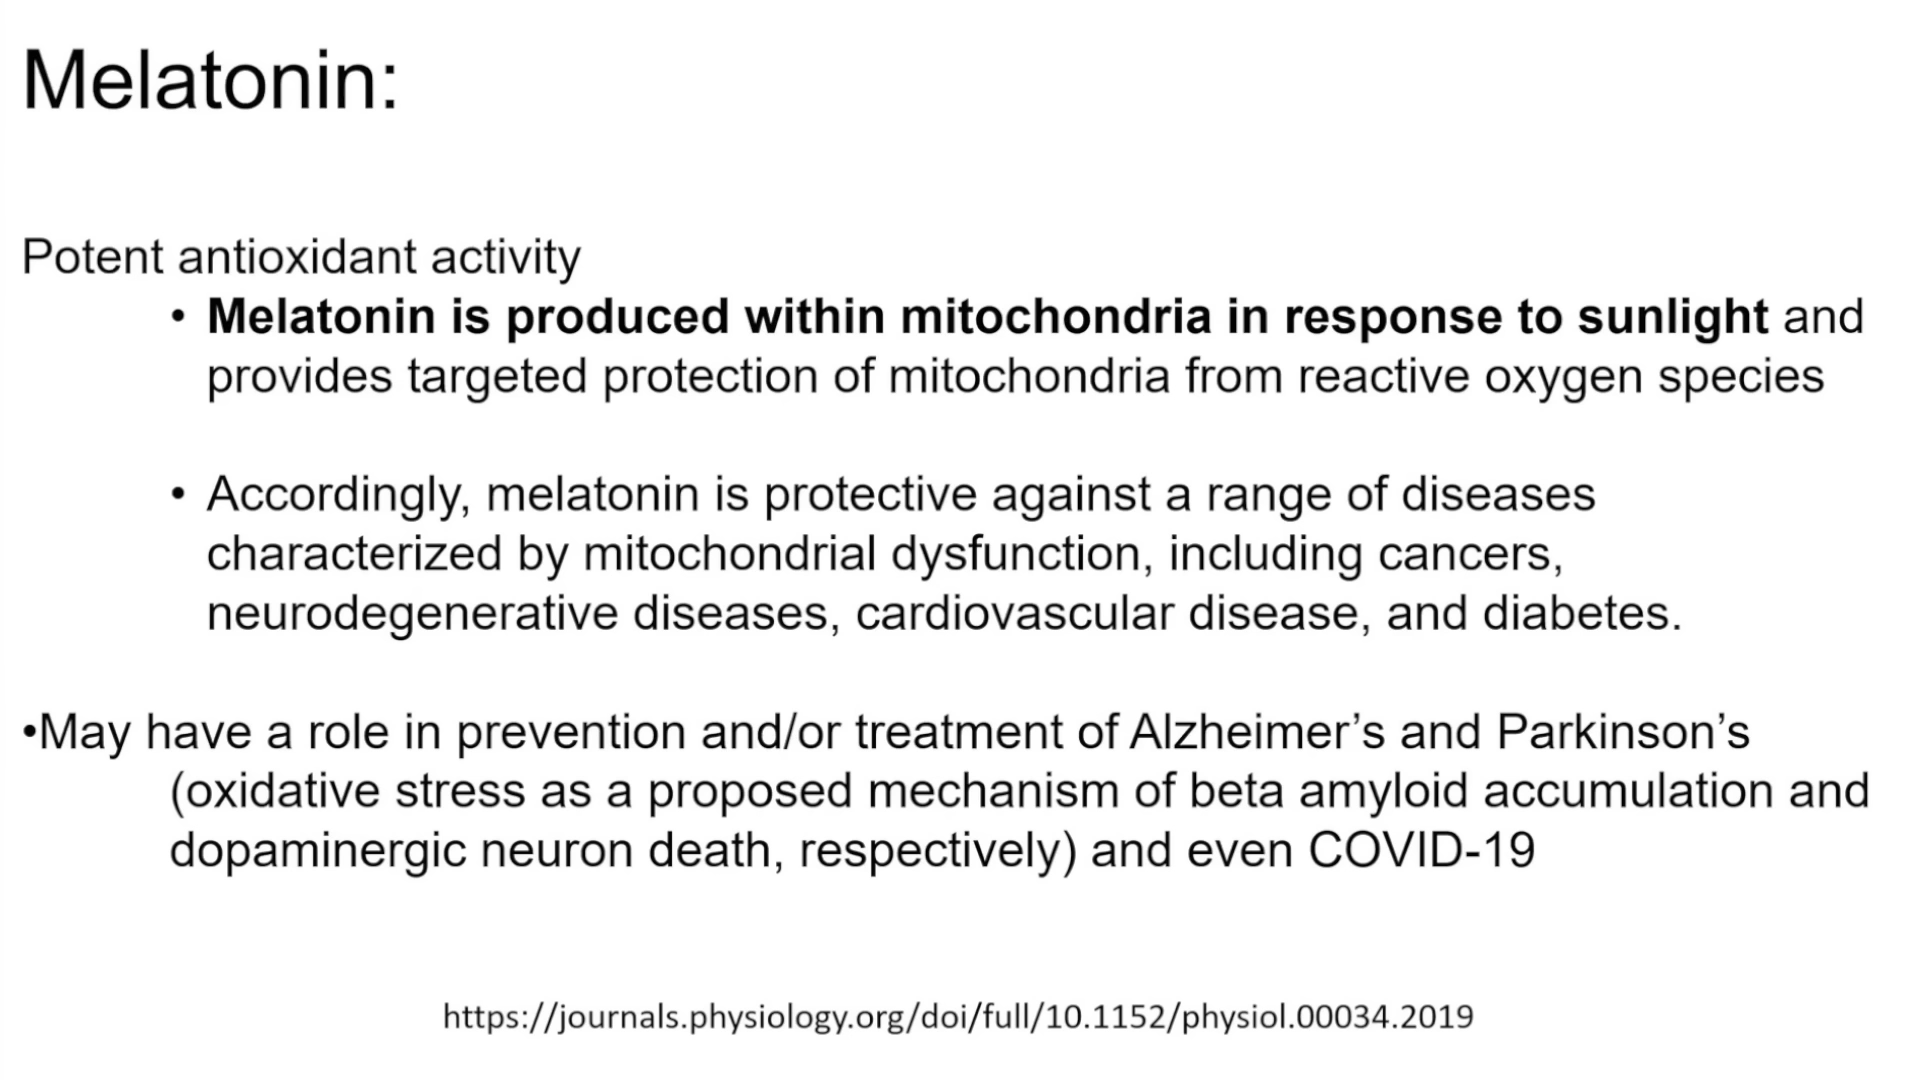 Melatonin:
Potent antioxidant activity
• Melatonin is produced within mitochondria in response to sunlight and
provides targeted protection of mitochondria from reactive oxygen species
• Accordingly, melatonin is protective against a range of diseases
characterized by mitochondrial dysfunction, including cancers,
neurodegenerative diseases, cardiovascular disease, and diabetes.
•May have a role in prevention and/or treatment of Alzheimer’s and Parkinson’s
(oxidative stress as a proposed mechanism of beta amyloid accumulation and
dopaminergic neuron death, respectively) and even COVID-19
https://journals.physiology.org/doi/full/10.1152/physiol.00034.2019